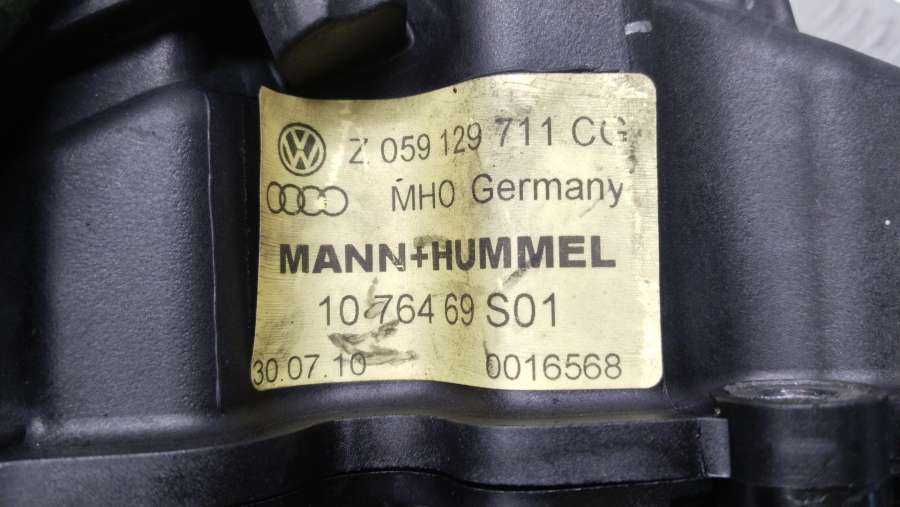 Z 059 129 711 CG
MHO Germany
MANN+HUMMEL
10 764 69 S01
30.07.10 0016568